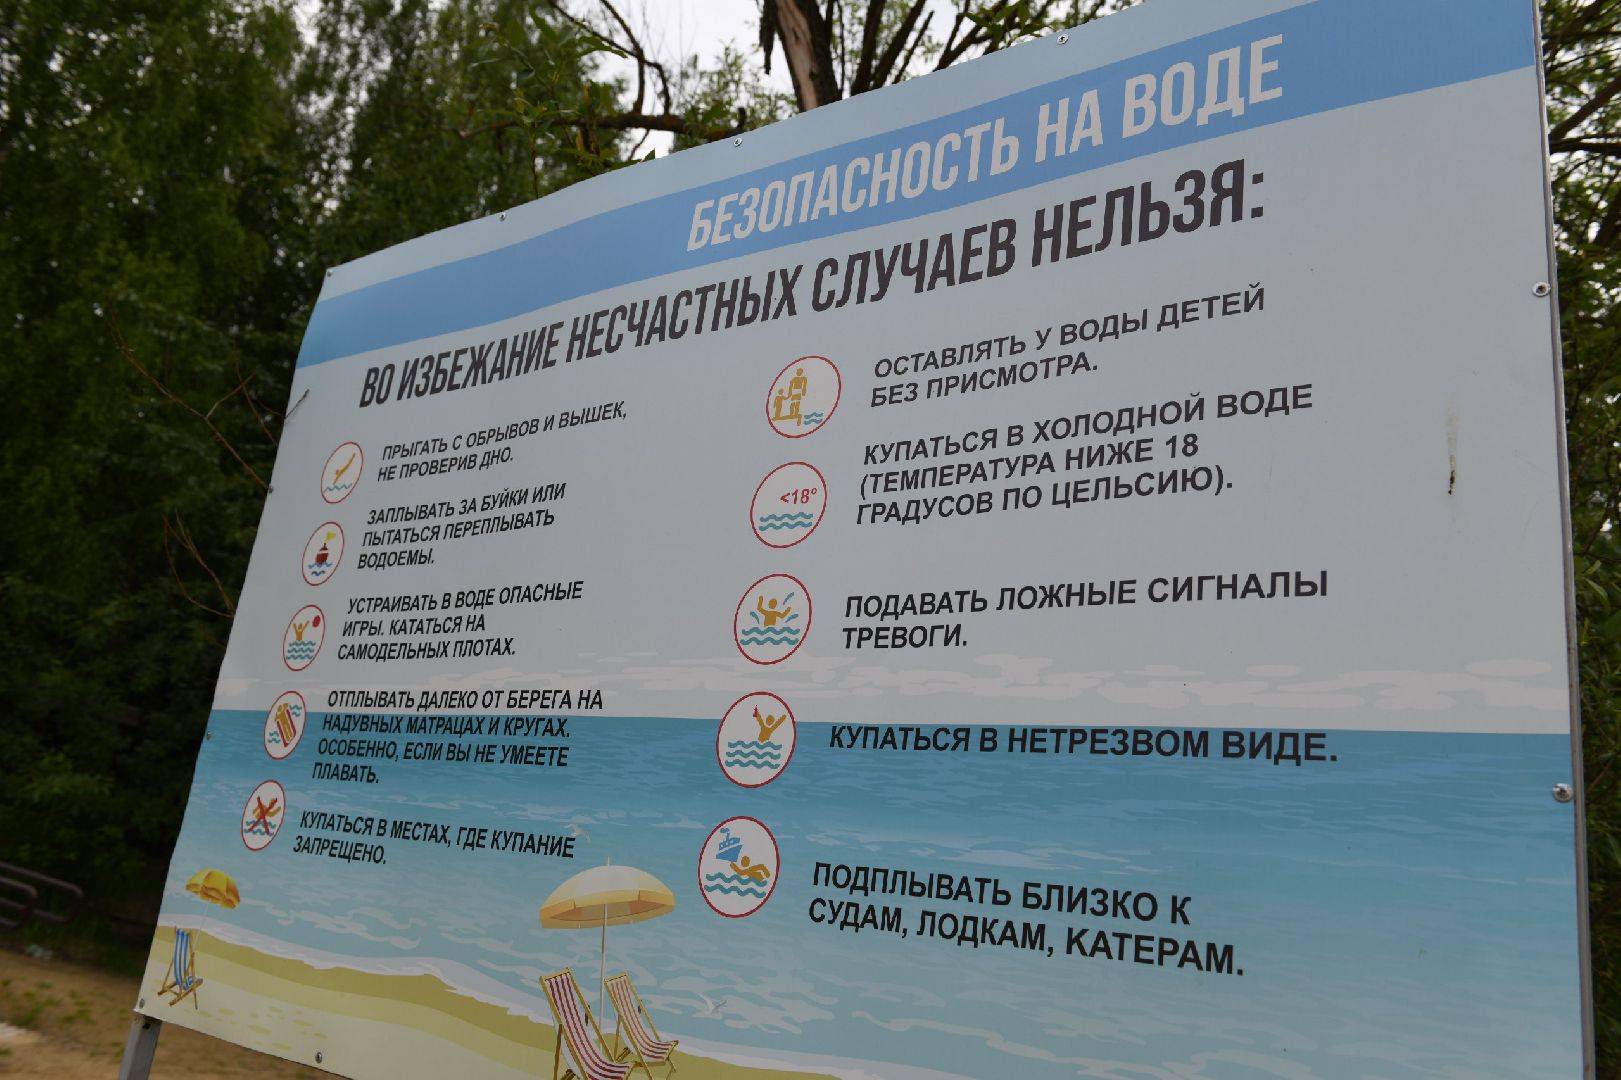 БЕЗОПАСНОСТЬ НА ВОДЕ
ВО ИЗБЕЖАНИЕ НЕСЧАСТНЫХ СЛУЧАЕВ НЕЛЬЗЯ:
ПРЫГАТЬ С ОБРЫВОВ И ВЫШЕК,
НЕ ПРОВЕРИВ ДНО.
ЗАПЛЫВАТЬ ЗА БУЙКИ ИЛИ
ПЫТАТЬСЯ ПЕРЕПЛЫВАТЬ
ВОДОЕМЫ.
УСТРАИВАТЬ В ВОДЕ ОПАСНЫЕ
ИГРЫ. КАТАТЬСЯ НА
САМОДЕЛЬНЫХ ПЛОТАХ.
ОТПЛЫВАТЬ ДАЛЕКО ОТ БЕРЕГА НА
НАДУВНЫХ МАТРАЦАХ И КРУГАХ.
ОСОБЕННО, ЕСЛИ ВЫ НЕ УМЕЕТЕ
ПЛАВАТЬ.
КУПАТЬСЯ В МЕСТАХ, ГДЕ КУПАНИЕ
ЗАПРЕЩЕНО.
ОСТАВЛЯТЬ У ВОДЫ ДЕТЕЙ
БЕЗ ПРИСМОТРА.
<18°
КУПАТЬСЯ В ХОЛОДНОЙ ВОДЕ
(ТЕМПЕРАТУРА НИЖЕ 18
ГРАДУСОВ ПО ЦЕЛЬСИЮ).
ПОДАВАТЬ ЛОЖНЫЕ СИГНАЛЫ
ТРЕВОГИ.
КУПАТЬСЯ В НЕТРЕЗВОМ ВИДЕ.
ПОДПЛЫВАТЬ БЛИЗКО К
СУДАМ, ЛОДКАМ, КАТЕРАМ.